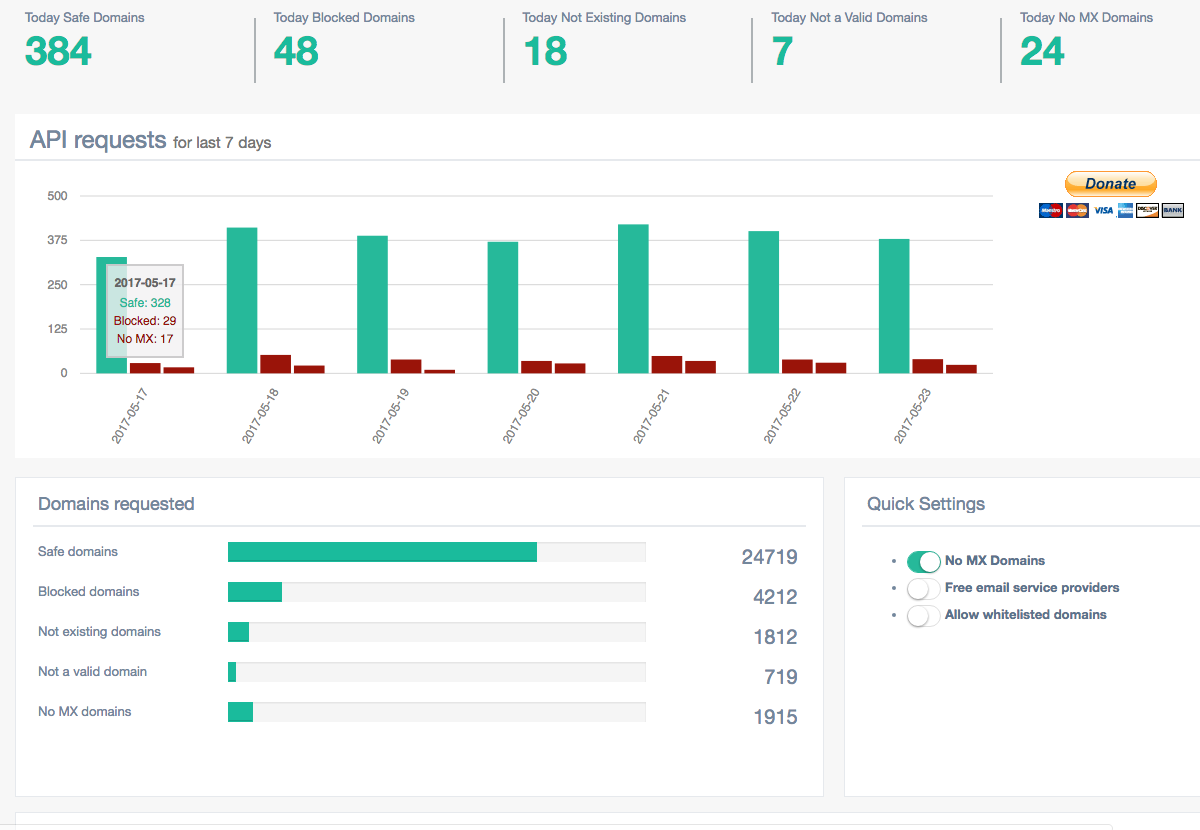 Today Safe Domains
384
Today Blocked Domains
48
Today Not Existing Domains
18
Today Not a Valid Domains
7
Today No MX Domains
24
API requests for last 7 days
Donate
Maestro MasterCard VISA DISCOVER BANK
500
375
250
125
0
2017-05-17
Safe: 328
Blocked: 29
No MX: 17
2017-05-17
2017-05-18
2017-05-19
2017-05-20
2017-05-21
2017-05-22
2017-05-23
Domains requested
Safe domains 24719
Blocked domains 4212
Not existing domains 1812
Not a valid domain 719
No MX domains 1915
Quick Settings
No MX Domains
Free email service providers
Allow whitelisted domains